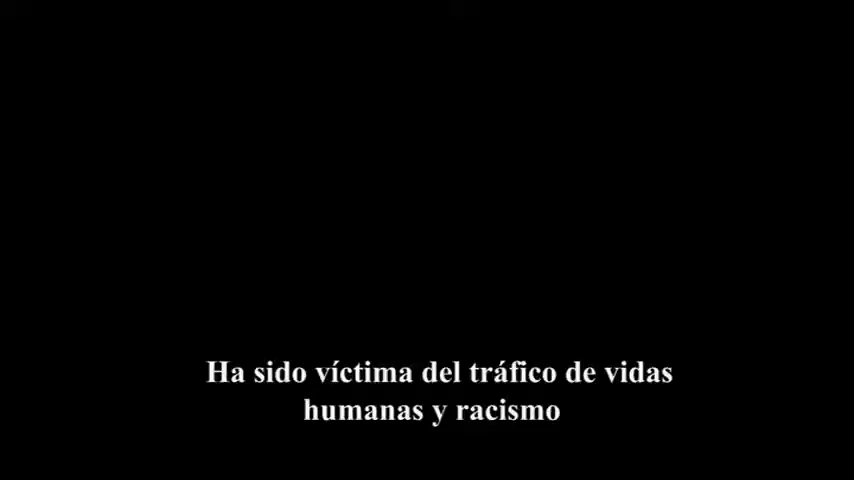 Ha sido víctima del tráfico de vidas
humanas y racismo